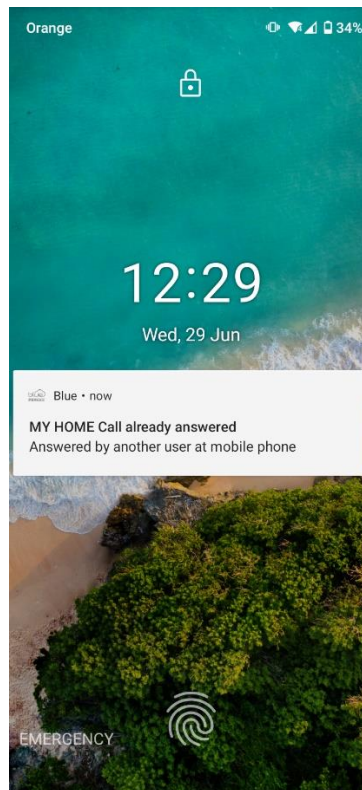 Orange
34%
12:29
Wed, 29 Jun
Blue • now
MY HOME Call already answered
Answered by another user at mobile phone
EMERGENCY